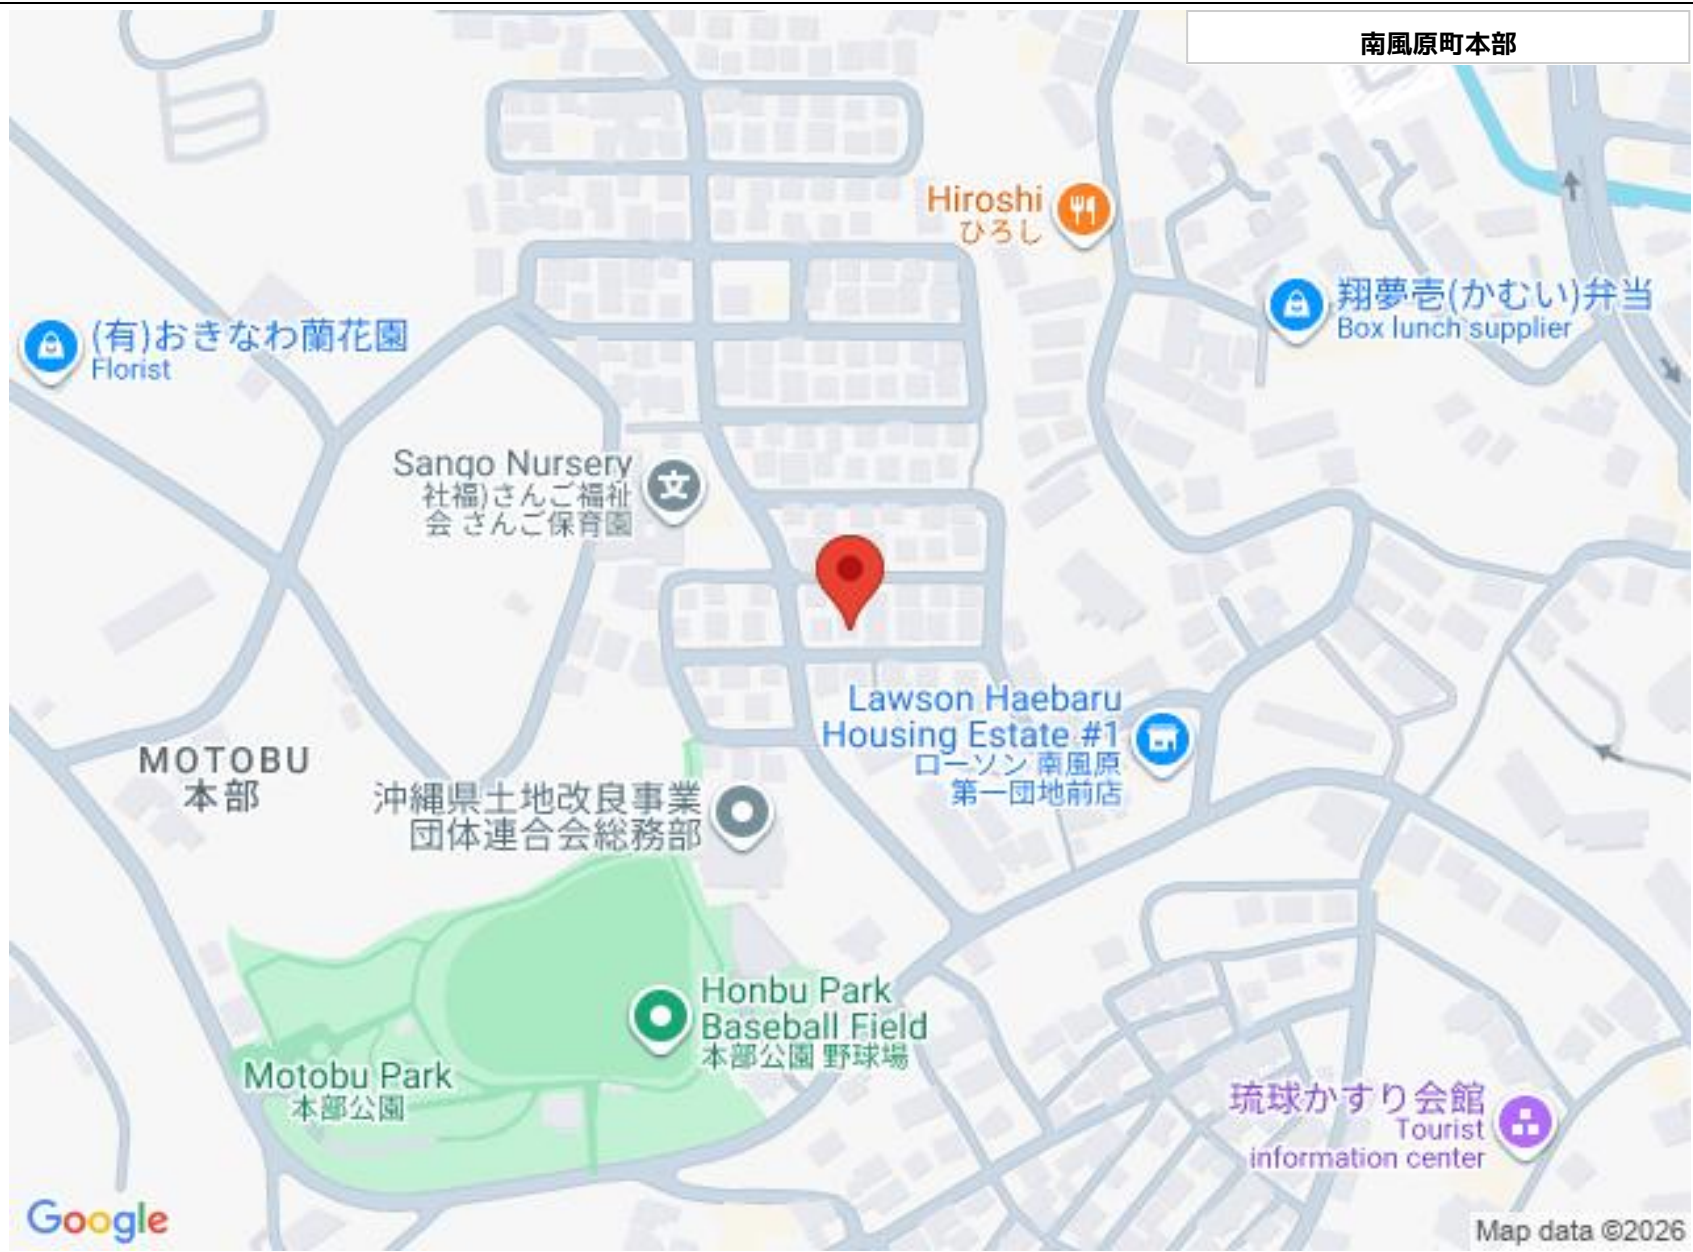 南風原町本部
Hiroshi
ひろし
翔夢壱(かむい)弁当
Box lunch supplier
(有)おきなわ蘭花園
Florist
Sango Nursery
社福)さんご福祉
会 さんご保育園
Lawson Haebaru
Housing Estate #1
ローソン 南風原
第一団地前店
MOTOBU
本部
沖縄県土地改良事業
団体連合会総務部
Honbu Park
Baseball Field
本部公園 野球場
Motobu Park
本部公園
琉球かすり会館
Tourist
information center
Google
Map data ©2026